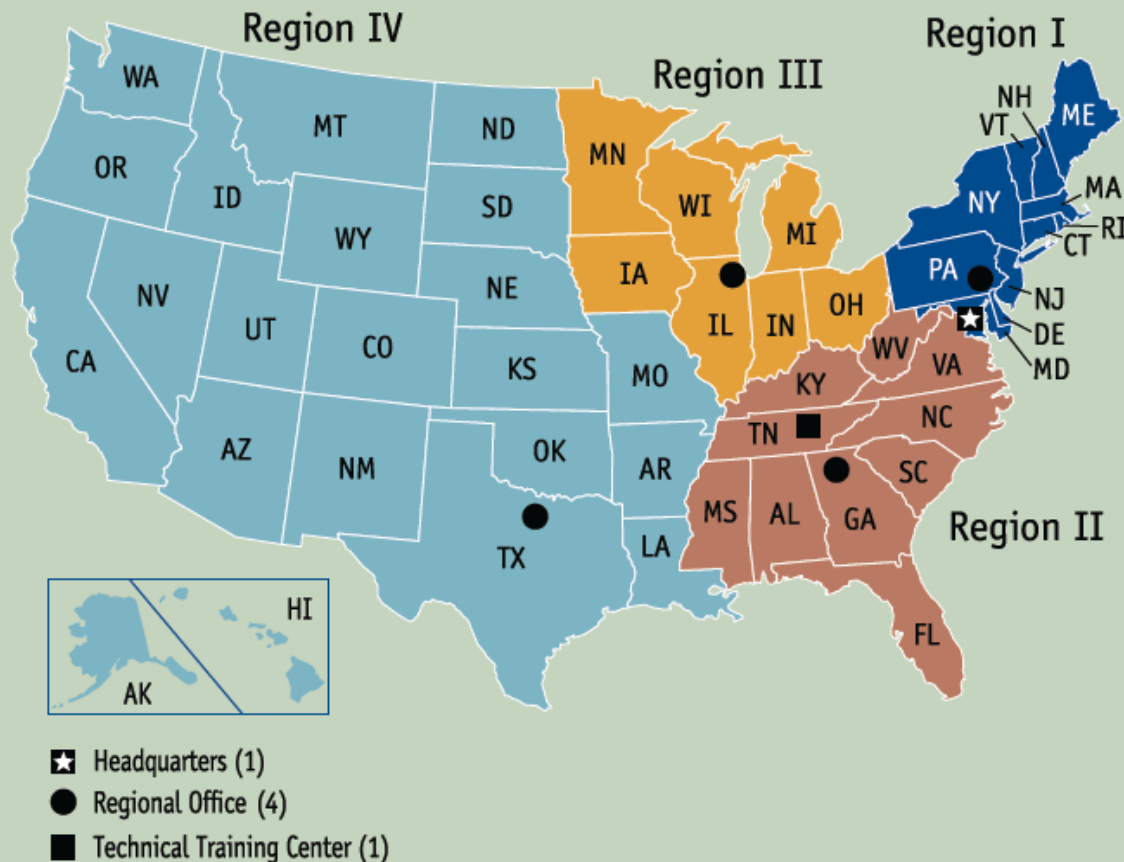 Region IV
Region I
Region III
WA
MT
ND
MN
NH
VT
ME
OR
ID
SD
WI
MI
NY
MA
RI
CT
WY
IA
PA
NV
NE
NJ
UT
CO
IL
IN
OH
DE
CA
KS
MO
WV
VA
MD
KY
AZ
NM
OK
AR
TN
NC
SC
MS
AL
GA
Region II
TX
LA
FL
HI
AK
Headquarters (1)
Regional Office (4)
Technical Training Center (1)